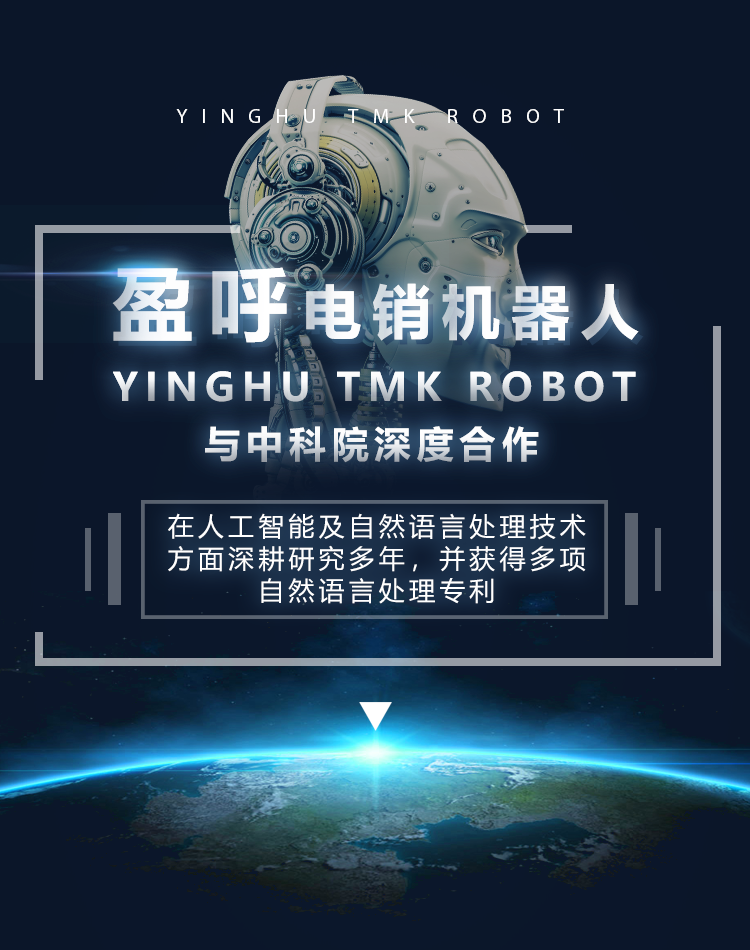 YINGHU TMK ROBOT
盈呼电销机器人
YINGHU TMK ROBOT
与中科院深度合作
在人工智能及自然语言处理技术
方面深耕研究多年，并获得多项
自然语言处理专利